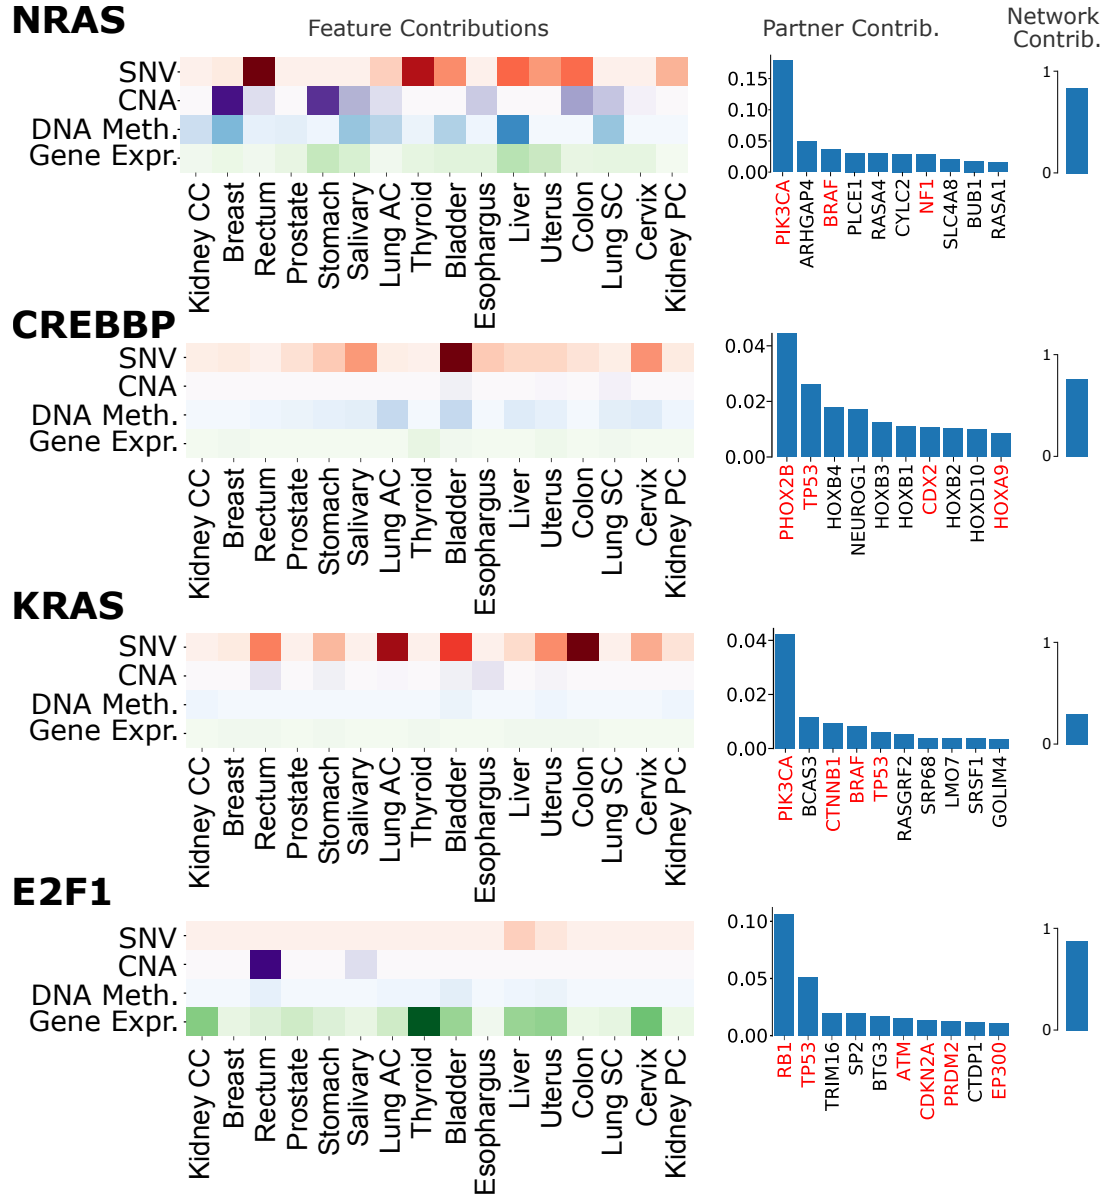 NRAS
Feature Contributions
Partner Contrib.
Network
Contrib.
SNV
CNA
DNA Meth.
Gene Expr.
Kidney CC
Breast
Rectum
Prostate
Stomach
Salivary
Lung AC
Thyroid
Bladder
Esophargus
Liver
Uterus
Colon
Lung SC
Cervix
Kidney PC
0.15
0.10
0.05
0.00
PIK3CA
ARHGAP4
BRAF
PLCE1
RASA4
CYLC2
NF1
SLC4A8
BUB1
RASA1
1
0
CREBBP
SNV
CNA
DNA Meth.
Gene Expr.
Kidney CC
Breast
Rectum
Prostate
Stomach
Salivary
Lung AC
Thyroid
Bladder
Esophargus
Liver
Uterus
Colon
Lung SC
Cervix
Kidney PC
0.04
0.02
0.00
PHOX2B
TP53
HOXB4
NEUROG1
HOXB3
HOXB1
CDX2
HOXB2
HOXD10
HOXA9
1
0
KRAS
SNV
CNA
DNA Meth.
Gene Expr.
Kidney CC
Breast
Rectum
Prostate
Stomach
Salivary
Lung AC
Thyroid
Bladder
Esophargus
Liver
Uterus
Colon
Lung SC
Cervix
Kidney PC
0.04
0.02
0.00
PIK3CA
BCAS3
CTNNB1
BRAF
TP53
RASGRF2
SRP68
LMO7
SRSF1
GOLIM4
1
0
E2F1
SNV
CNA
DNA Meth.
Gene Expr.
Kidney CC
Breast
Rectum
Prostate
Stomach
Salivary
Lung AC
Thyroid
Bladder
Esophargus
Liver
Uterus
Colon
Lung SC
Cervix
Kidney PC
0.10
0.05
0.00
RB1
TP53
TRIM16
SP2
BTG3
ATM
CDKN2A
PRDM2
CTDP1
EP300
1
0